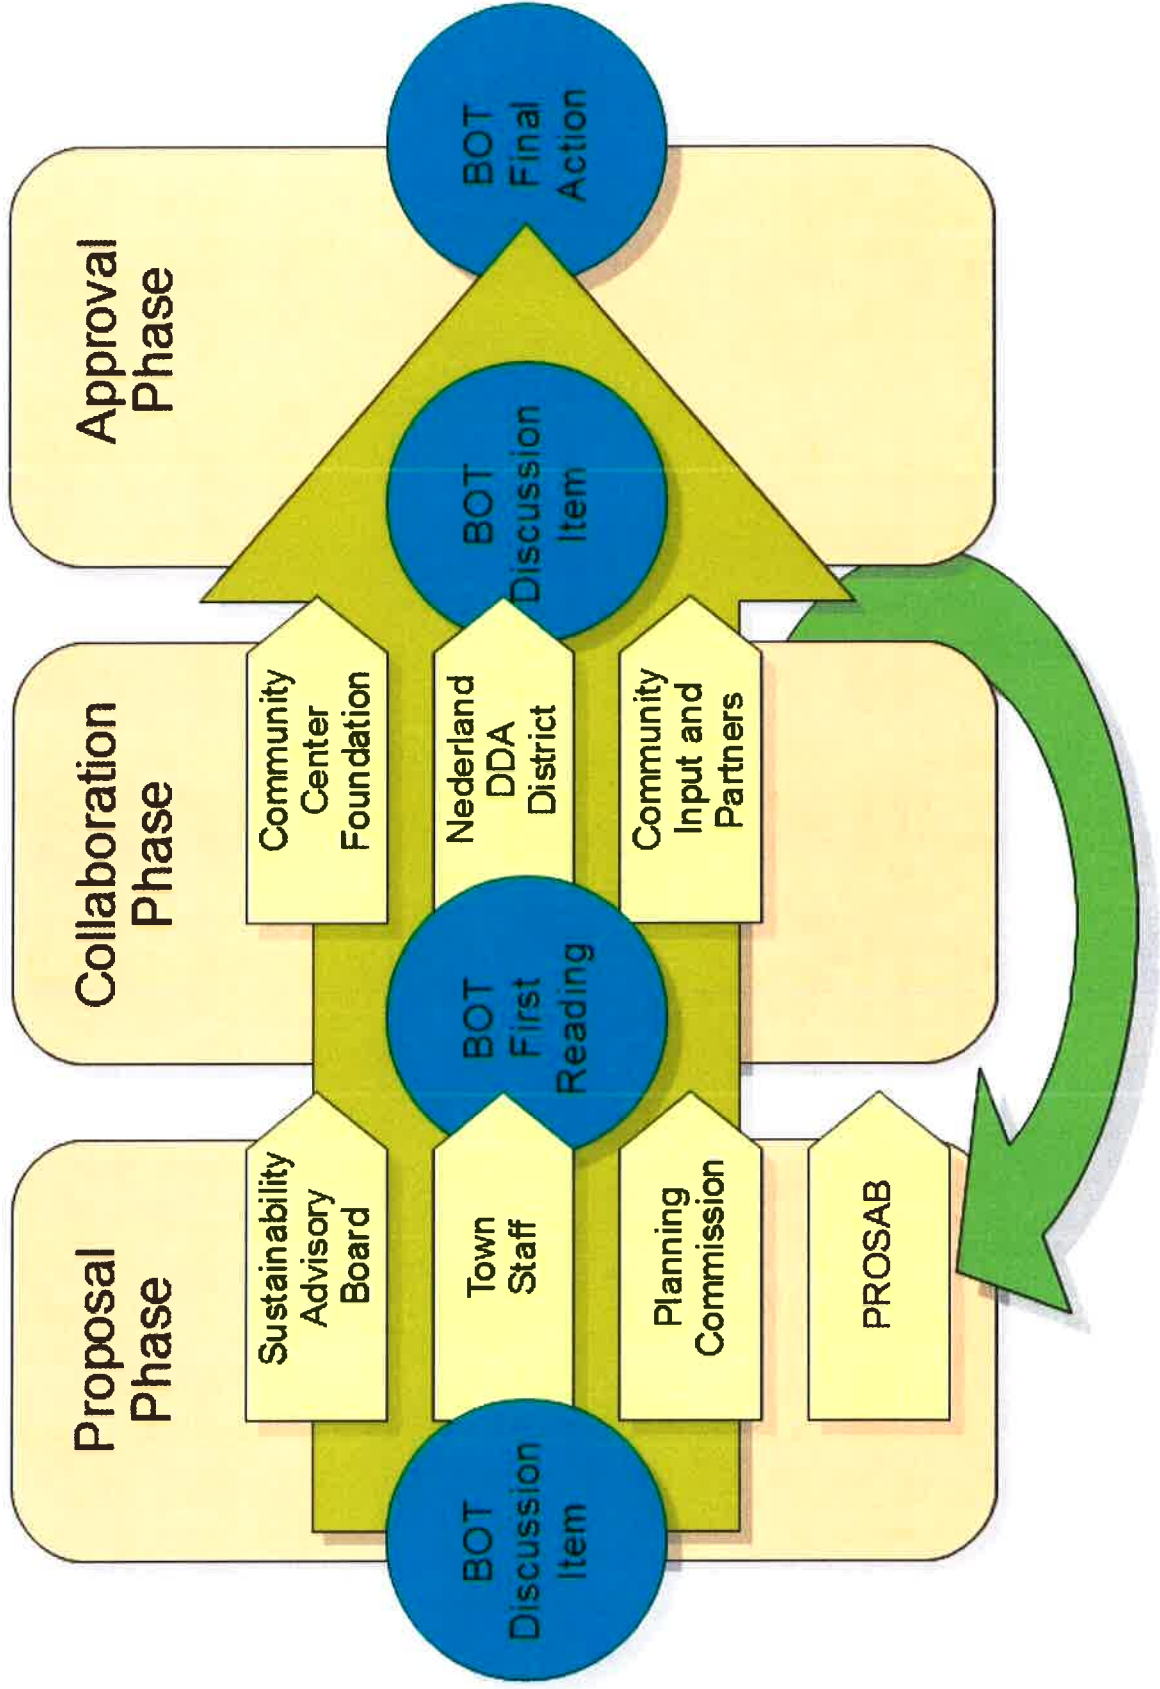 Proposal
Phase
Collaboration
Phase
Approval
Phase
Sustainability
Advisory
Board
Community
Center
Foundation
BOT
Discussion
Item
Town
Staff
BOT
First
Reading
Nederland
DDA
District
BOT
Discussion
Item
BOT
Final
Action
Planning
Commission
Community
Input and
Partners
PROSAB